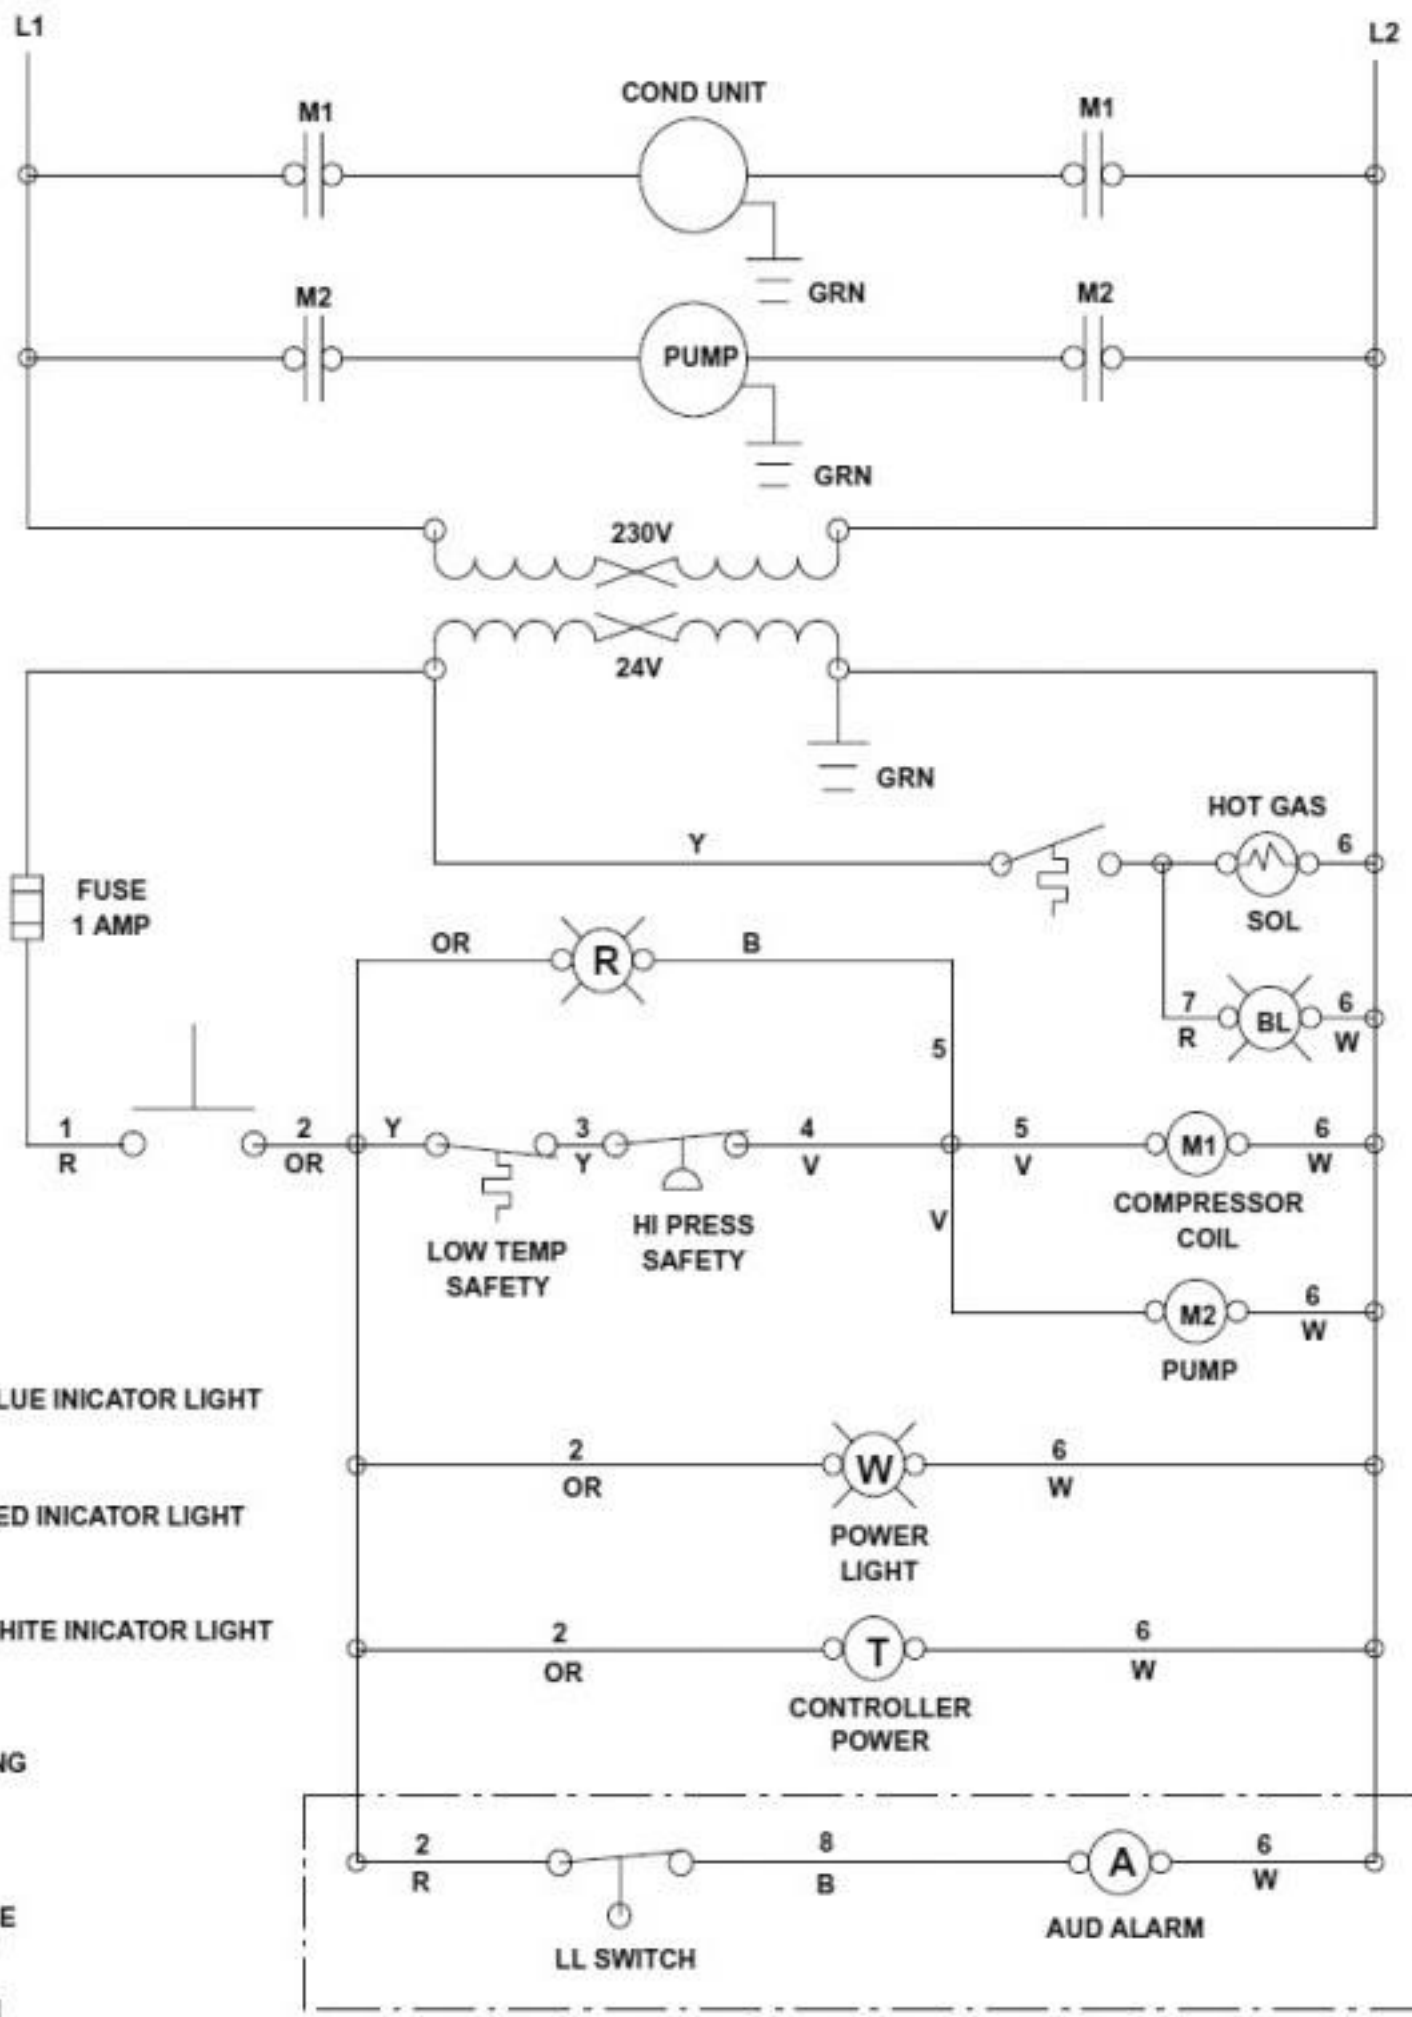 L1
L2
COND UNIT
M1
M1
GRN
M2
PUMP
M2
GRN
230V
24V
GRN
HOT GAS
Y
6
SOL
FUSE
1 AMP
OR
R
B
7
R
BL
6
W
5
1
R
2
OR
Y
3
Y
4
V
5
V
M1
6
W
COMPRESSOR
COIL
LOW TEMP
SAFETY
HI PRESS
SAFETY
V
M2
6
W
PUMP
LUE INICATOR LIGHT
2
OR
W
6
W
POWER
LIGHT
ED INICATOR LIGHT
HITE INICATOR LIGHT
2
OR
T
6
W
CONTROLLER
POWER
NG
2
R
8
B
A
6
W
E
LL SWITCH
AUD ALARM